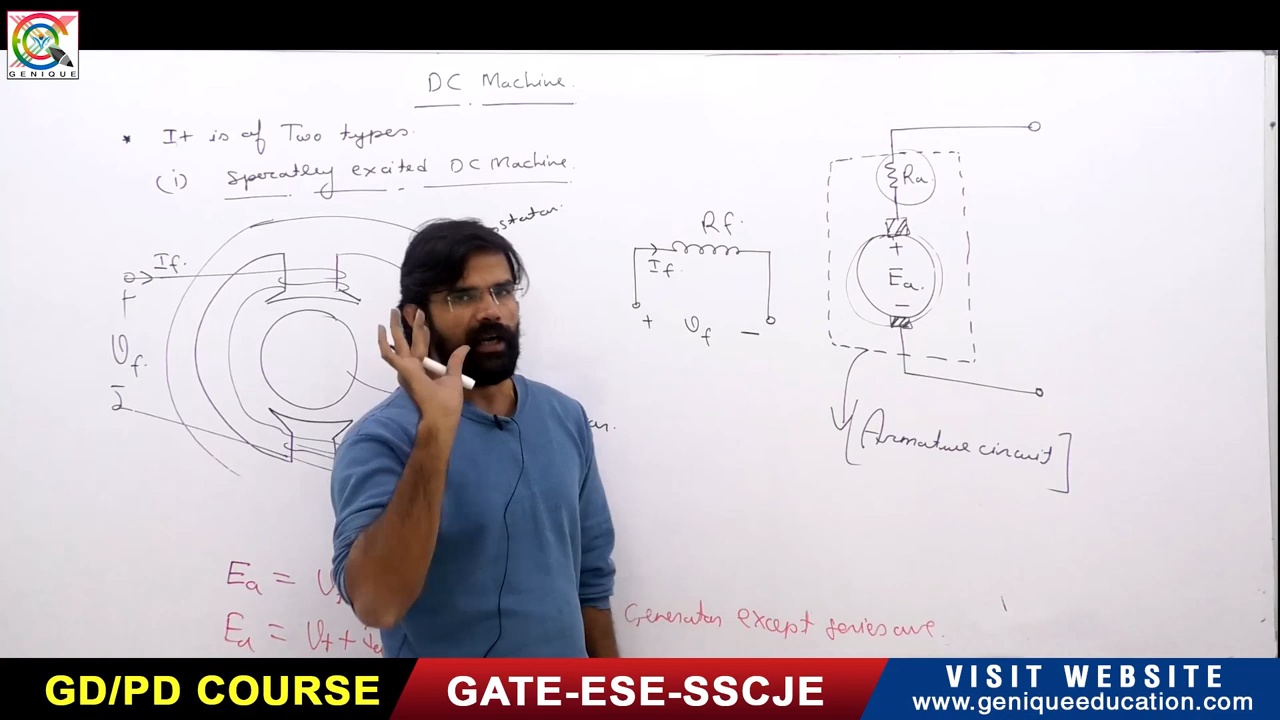 GENIQUE
DC Machine.
* It is of Two types.
(i) Speratley excited DC Machine.
stator.
If.
+
Vf.
-
Rf.
If.
+ Vf -
Ra.
+
Ea.
-
[Armature circuit]
Ea =
Ea = Vt +
Generator except series
GD/PD COURSE
GATE-ESE-SSCJE
VISIT WEBSITE
www.geniqueeducation.com